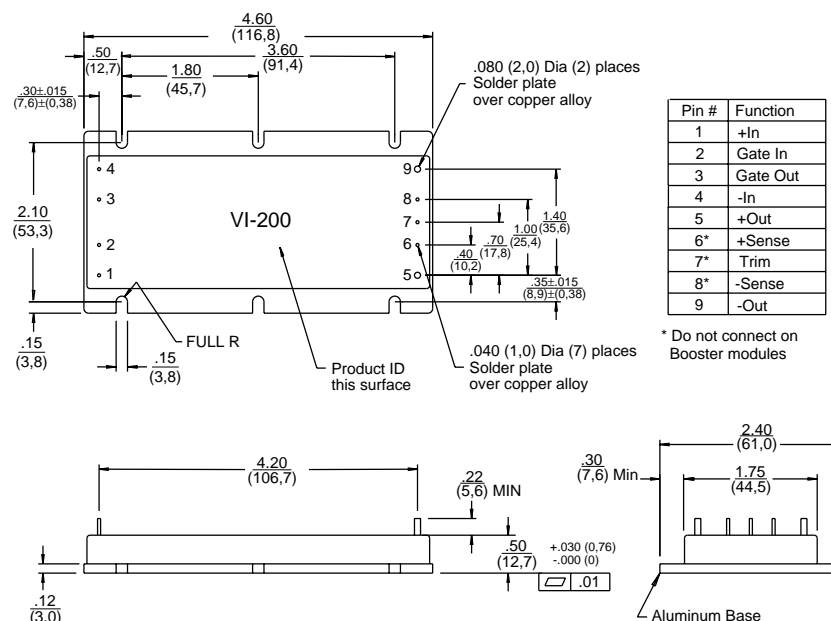 4.60
(116,8)
.50
(12,7)
3.60
(91,4)
1.80
(45,7)
.30±.015
(7,6)±(0,38)
.080 (2,0) Dia (2) places
Solder plate
over copper alloy
Pin # Function
1 +In
2 Gate In
3 Gate Out
4 -In
5 +Out
6* +Sense
7* Trim
8* -Sense
9 -Out
* Do not connect on
Booster modules
4
3
2
1
VI-200
9
8
7
6
5
2.10
(53,3)
1.40
(35,6)
1.00
(25,4)
.70
(17,8)
.40
(10,2)
.35±.015
(8,9)±(0,38)
.15
(3,8)
.15
(3,8)
FULL R
Product ID
this surface
.040 (1,0) Dia (7) places
Solder plate
over copper alloy
4.20
(106,7)
.22
(5,6) MIN
.50
(12,7)
+.030 (0,76)
-.000 (0)
.01
.12
(3,0)
2.40
(61,0)
.30
(7,6) Min
1.75
(44,5)
Aluminum Base